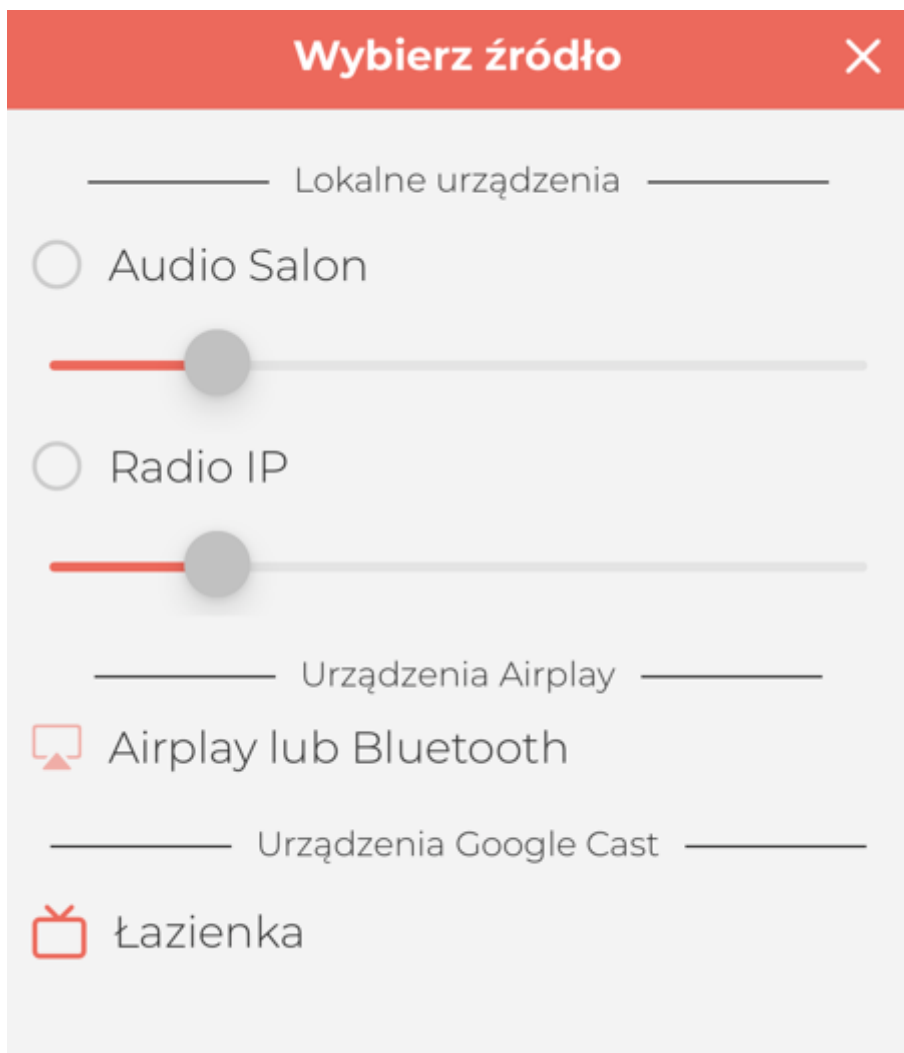 Wybierz źródło
Lokalne urządzenia
Audio Salon
Radio IP
Urządzenia Airplay
Airplay lub Bluetooth
Urządzenia Google Cast
Łazienka